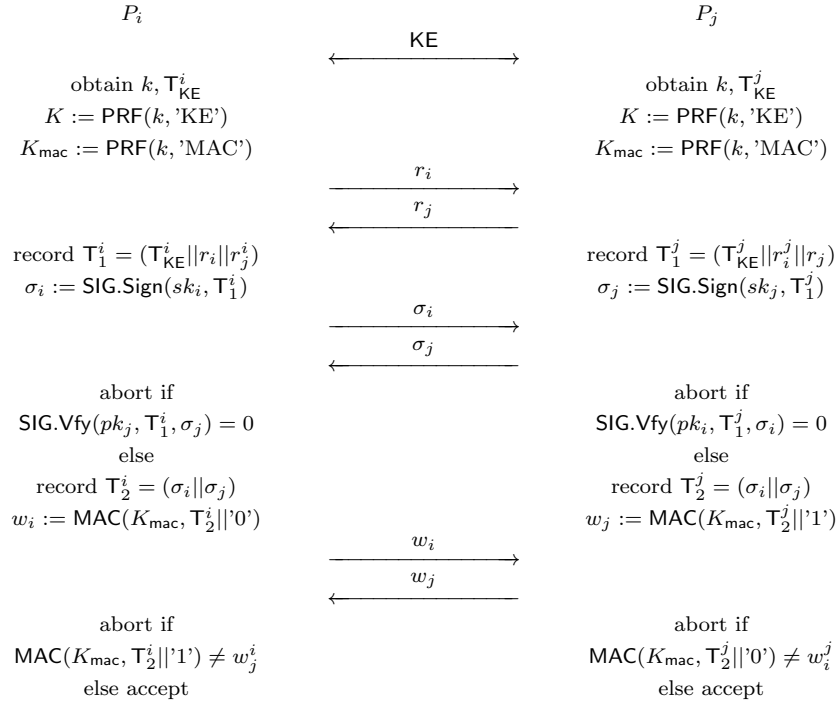 P_i P_j
KE
obtain k, T^i_KE obtain k, T^j_KE
K := PRF(k, 'KE') K := PRF(k, 'KE')
K_mac := PRF(k, 'MAC') K_mac := PRF(k, 'MAC')
r_i
r_j
record T^i_1 = (T^i_KE||r_i||r^i_j) record T^j_1 = (T^j_KE||r^j_i||r_j)
σ_i := SIG.Sign(sk_i, T^i_1) σ_j := SIG.Sign(sk_j, T^j_1)
σ_i
σ_j
abort if abort if
SIG.Vfy(pk_j, T^i_1, σ_j) = 0 SIG.Vfy(pk_i, T^j_1, σ_i) = 0
else else
record T^i_2 = (σ_i||σ_j) record T^j_2 = (σ_i||σ_j)
w_i := MAC(K_mac, T^i_2||'0') w_j := MAC(K_mac, T^j_2||'1')
w_i
w_j
abort if abort if
MAC(K_mac, T^i_2||'1') ≠ w^i_j MAC(K_mac, T^j_2||'0') ≠ w^j_i
else accept else accept